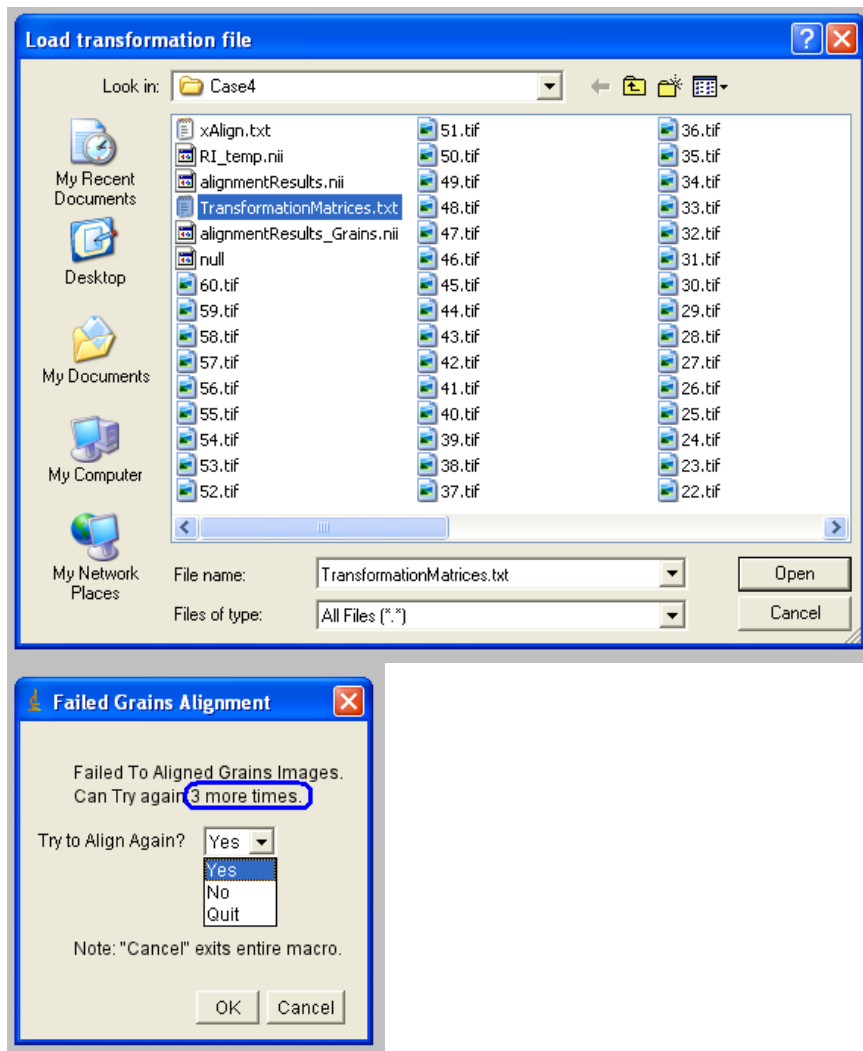 Load transformation file
Look in: Case4
My Recent Documents
Desktop
My Documents
My Computer
My Network Places
xAlign.txt
RI_temp.nii
alignmentResults.nii
TransformationMatrices.txt
alignmentResults_Grains.nii
null
60.tif
59.tif
58.tif
57.tif
56.tif
55.tif
54.tif
53.tif
52.tif
51.tif
50.tif
49.tif
48.tif
47.tif
46.tif
45.tif
44.tif
43.tif
42.tif
41.tif
40.tif
39.tif
38.tif
37.tif
36.tif
35.tif
34.tif
33.tif
32.tif
31.tif
30.tif
29.tif
28.tif
27.tif
26.tif
25.tif
24.tif
23.tif
22.tif
File name: TransformationMatrices.txt Open
Files of type: All Files (*.*) Cancel
Failed Grains Alignment
Failed To Aligned Grains Images.
Can Try again 3 more times.
Try to Align Again? Yes
Yes
No
Quit
Note: "Cancel" exits entire macro.
OK Cancel